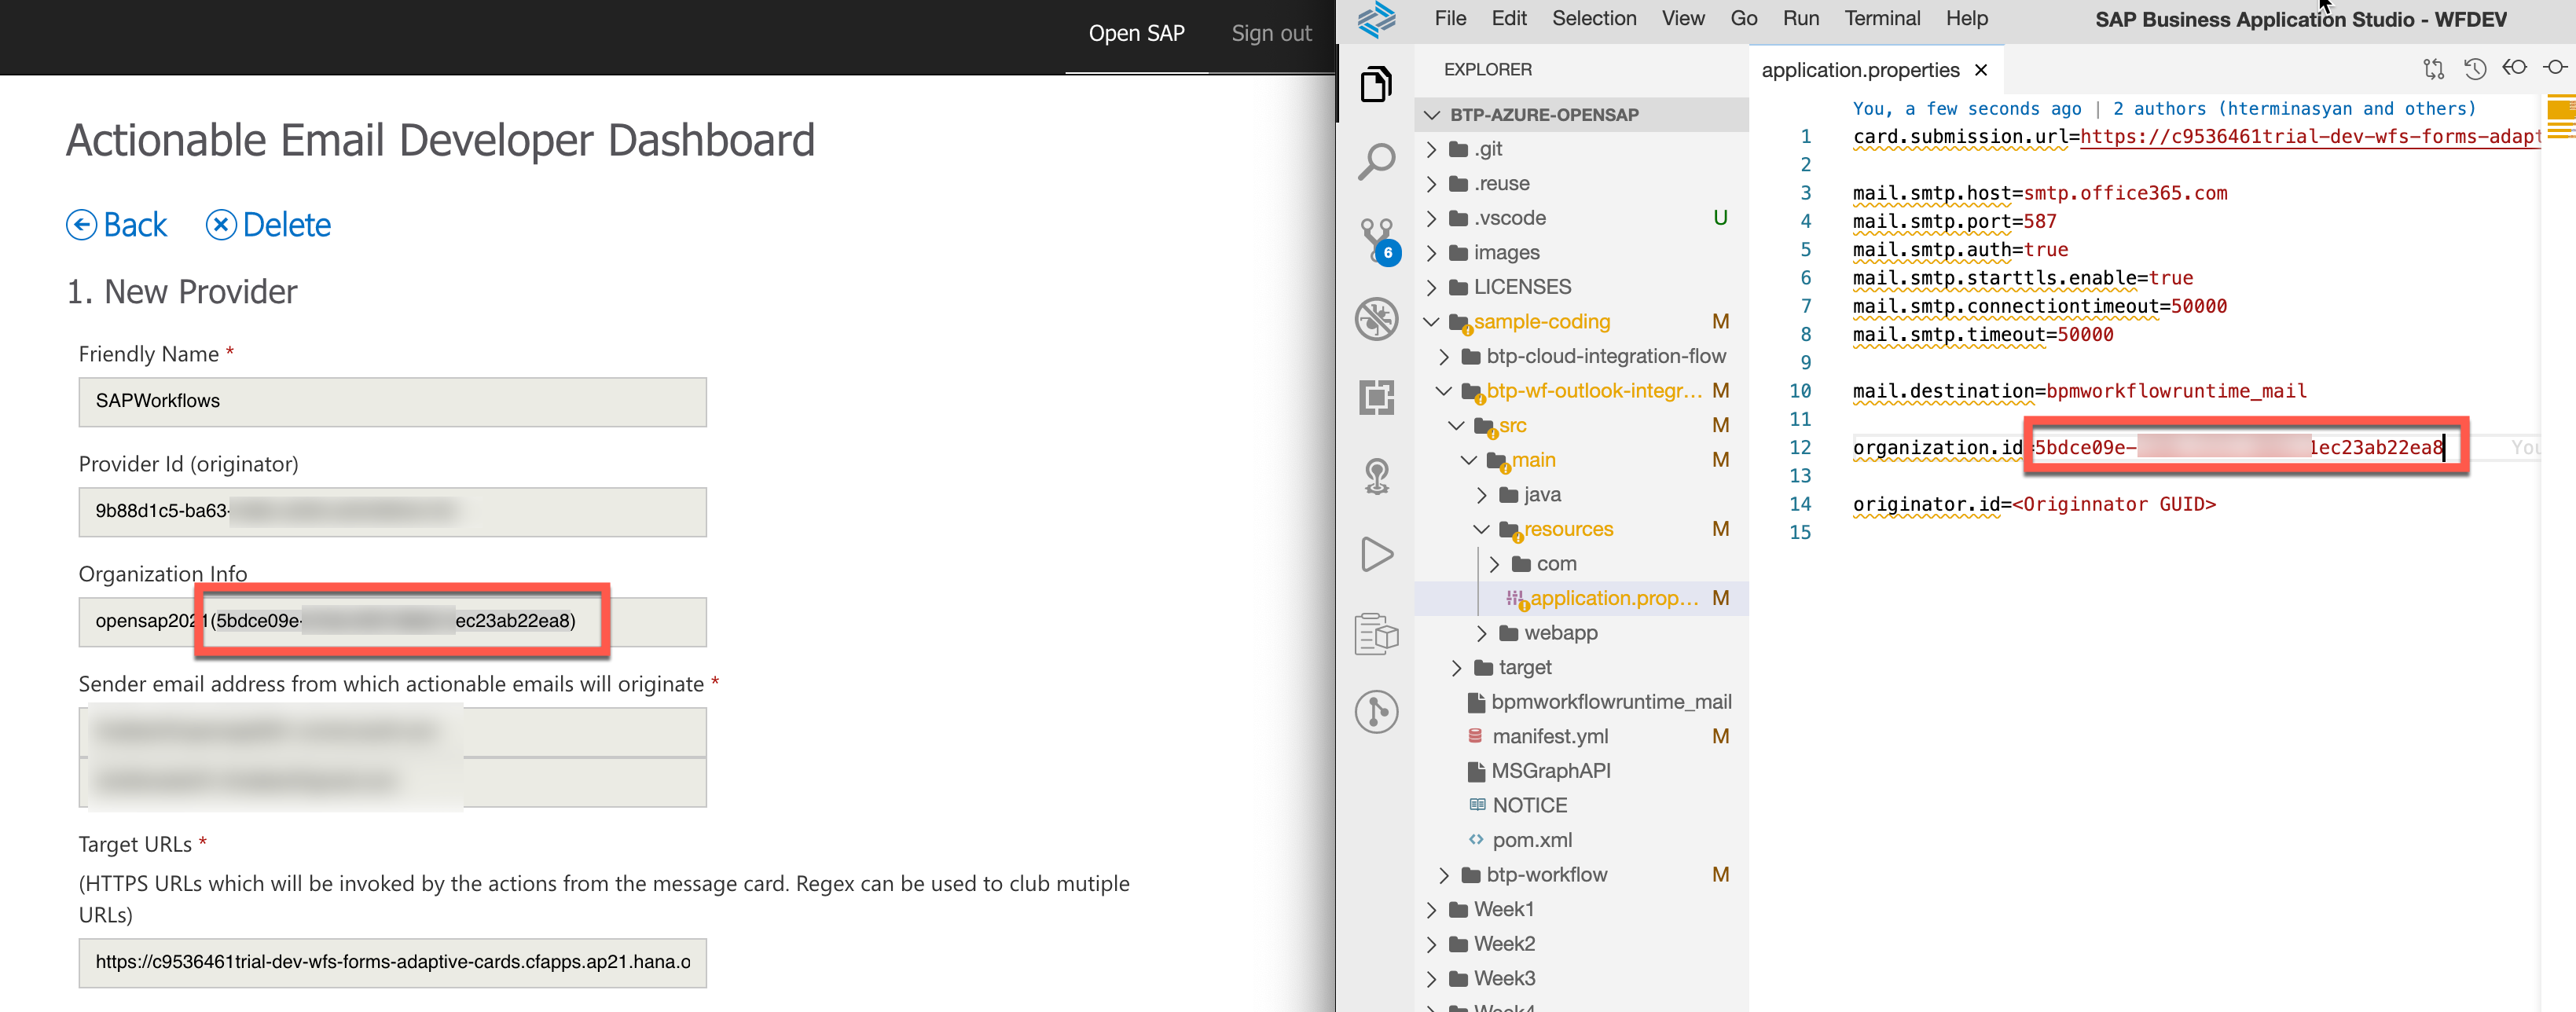 Open SAP
Sign out
Actionable Email Developer Dashboard
Back
Delete
1. New Provider
Friendly Name *
SAPWorkflows
Provider Id (originator)
9b88d1c5-ba63-
Organization Info
opensap2021(5bdce09e- ec23ab22ea8)
Sender email address from which actionable emails will originate *
Target URLs *
(HTTPS URLs which will be invoked by the actions from the message card. Regex can be used to club mutiple
URLs)
https://c9536461trial-dev-wfs-forms-adaptive-cards.cfapps.ap21.hana.o
File Edit Selection View Go Run Terminal Help
SAP Business Application Studio - WFDEV
6
EXPLORER
BTP-AZURE-OPENSAP
.git
.reuse
.vscode U
images
LICENSES
sample-coding M
btp-cloud-integration-flow
btp-wf-outlook-integr... M
src M
main M
java
resources M
com
application.prop... M
webapp
target
bpmworkflowruntime_mail
manifest.yml M
MSGraphAPI
NOTICE
pom.xml
btp-workflow M
Week1
Week2
Week3
Week4
application.properties
You, a few seconds ago | 2 authors (hterminasyan and others)
1 card.submission.url=https://c9536461trial-dev-wfs-forms-adapt
2
3 mail.smtp.host=smtp.office365.com
4 mail.smtp.port=587
5 mail.smtp.auth=true
6 mail.smtp.starttls.enable=true
7 mail.smtp.connectiontimeout=50000
8 mail.smtp.timeout=50000
9
10 mail.destination=bpmworkflowruntime_mail
11
12 organization.id=5bdce09e- 1ec23ab22ea8 You
13
14 originator.id=<Originnator GUID>
15